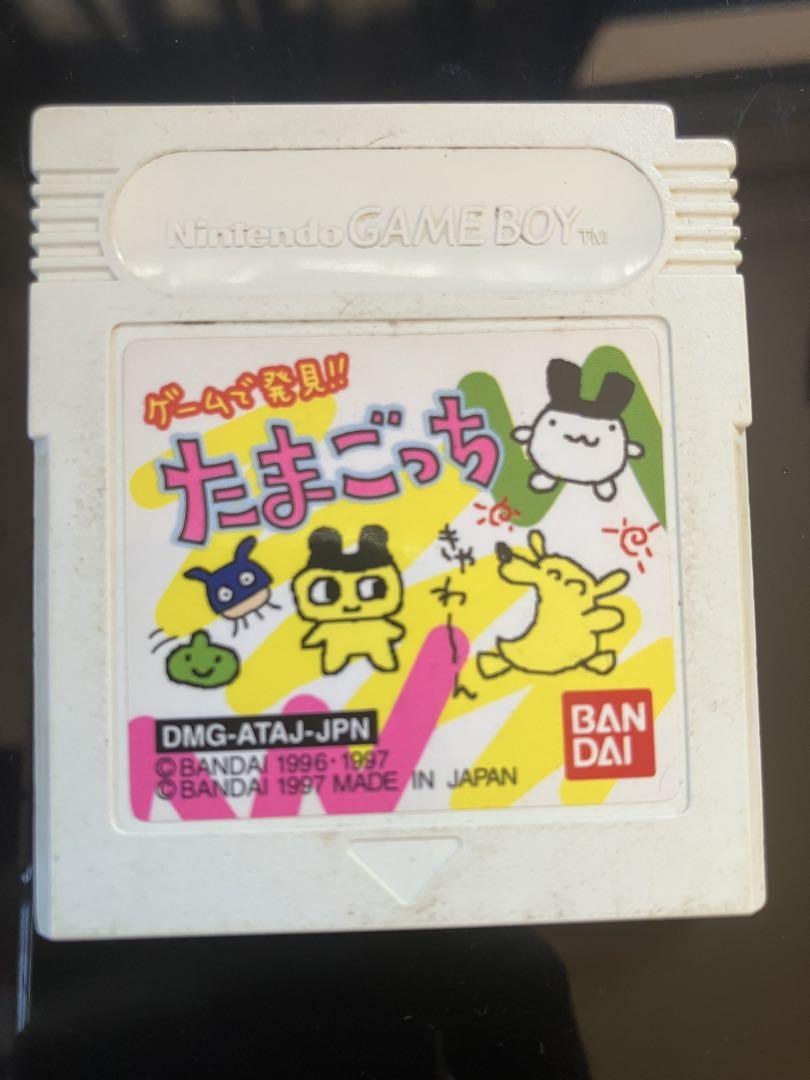 Nintendo GAME BOY™
ゲームで発見!!
たまごっち
きゃわーん
DMG-ATAJ-JPN
©BANDAI 1996・1997
©BANDAI 1997 MADE IN JAPAN
BAN
DAI